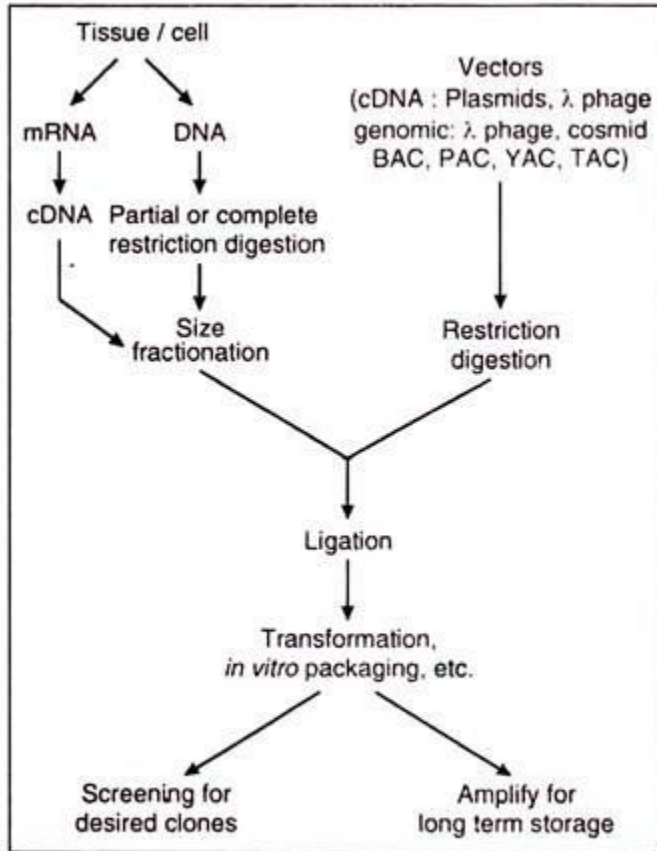 Tissue / cell
Vectors
(cDNA : Plasmids, λ phage
genomic: λ phage, cosmid
BAC, PAC, YAC, TAC)
mRNA
DNA
cDNA
Partial or complete
restriction digestion
Size
fractionation
Restriction
digestion
Ligation
Transformation,
in vitro packaging, etc.
Screening for
desired clones
Amplify for
long term storage